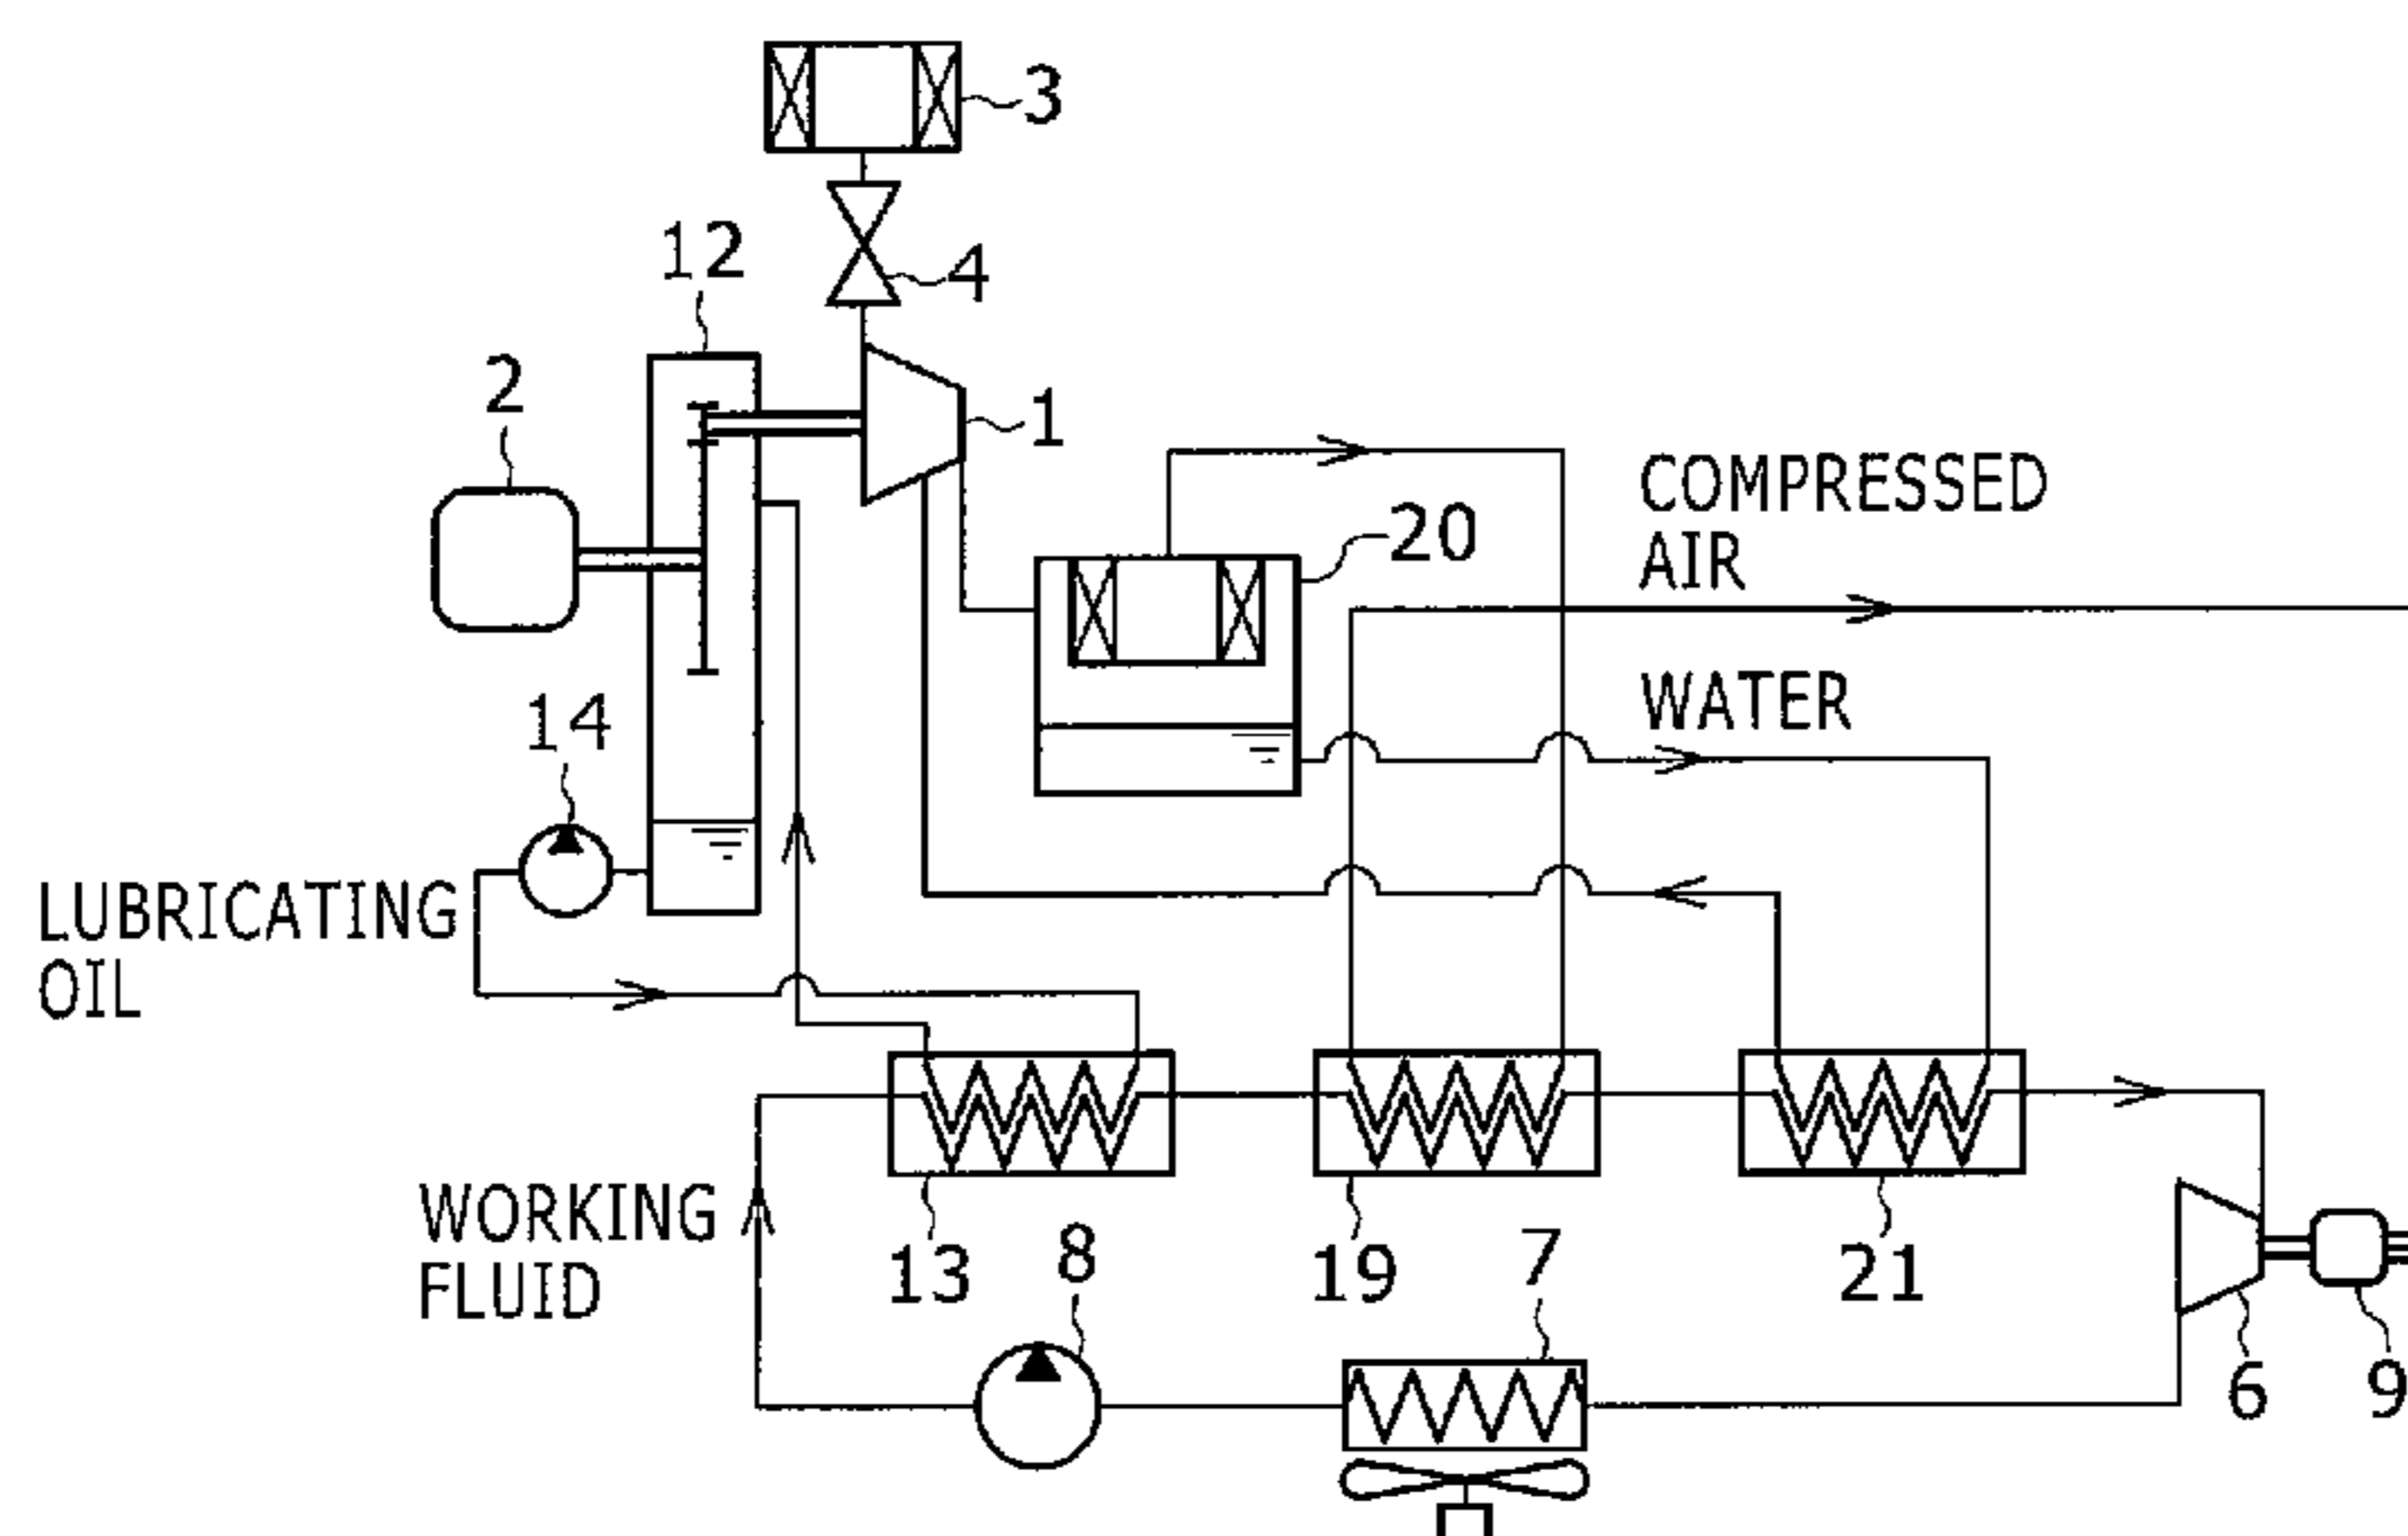 3
12
4
2
1
COMPRESSED
AIR
20
WATER
14
LUBRICATING
OIL
WORKING
FLUID
13
8
19
7
21
6
9